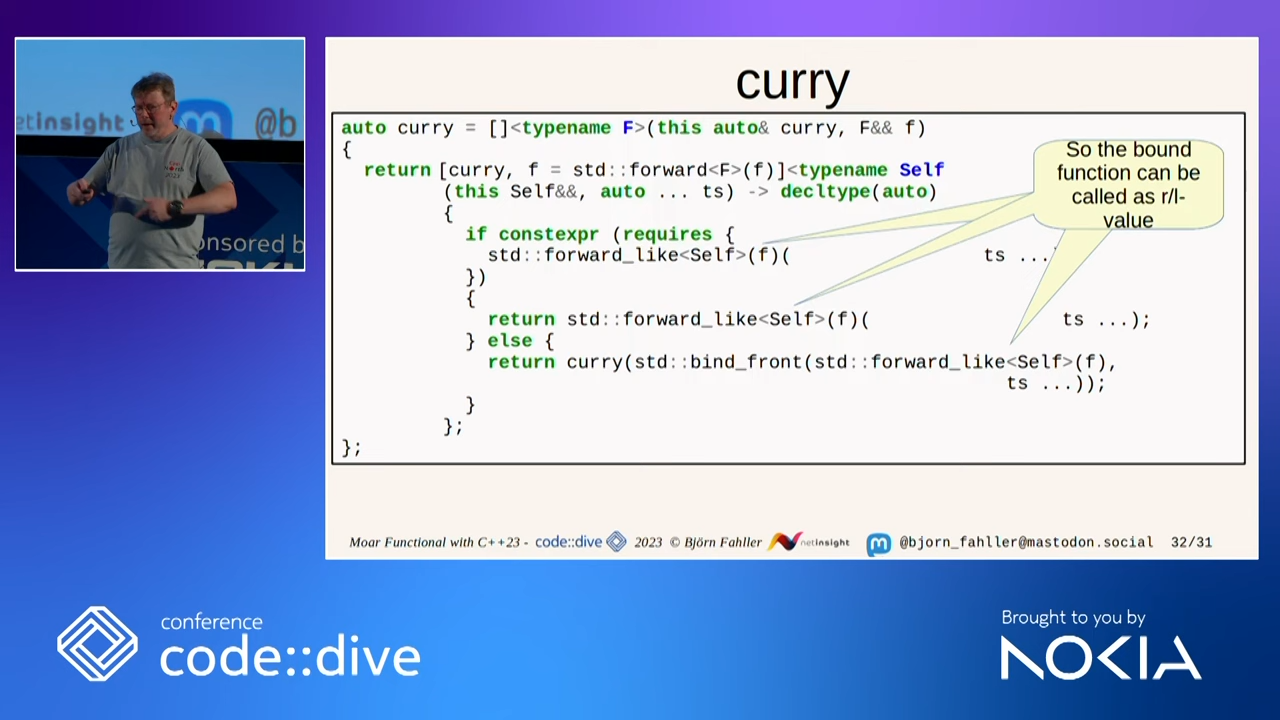 etinsight
@b
onsored b
curry
auto curry = []<typename F>(this auto& curry, F&& f)
{
return [curry, f = std::forward<F>(f)]<typename Self
(this Self&&, auto ... ts) -> decltype(auto)
{
if constexpr (requires {
std::forward_like<Self>(f)( ts ...
})
{
return std::forward_like<Self>(f)( ts ...);
} else {
return curry(std::bind_front(std::forward_like<Self>(f),
ts ...));
}
};
};
So the bound
function can be
called as r/l-
value
Moar Functional with C++23 - code::dive 2023 © Björn Fahller netinsight @bjorn_fahller@mastodon.social 32/31
conference
code::dive
Brought to you by
NOKIA